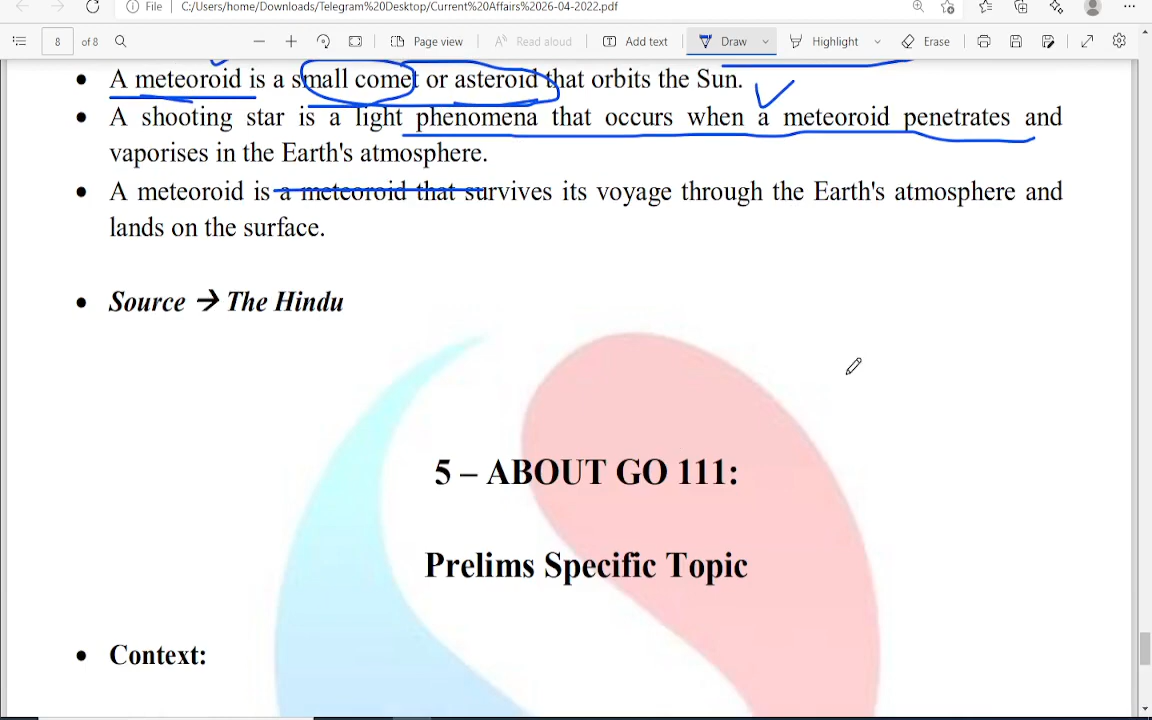 File | C:/Users/home/Downloads/Telegram%20Desktop/Current%20Affairs%2026-04-2022.pdf
8 of 8 Page view Read aloud Add text Draw Highlight Erase
• A meteoroid is a small comet or asteroid that orbits the Sun.
• A shooting star is a light phenomena that occurs when a meteoroid penetrates and
vaporises in the Earth's atmosphere.
• A meteoroid is a meteoroid that survives its voyage through the Earth's atmosphere and
lands on the surface.
• Source → The Hindu
5 – ABOUT GO 111:
Prelims Specific Topic
• Context: